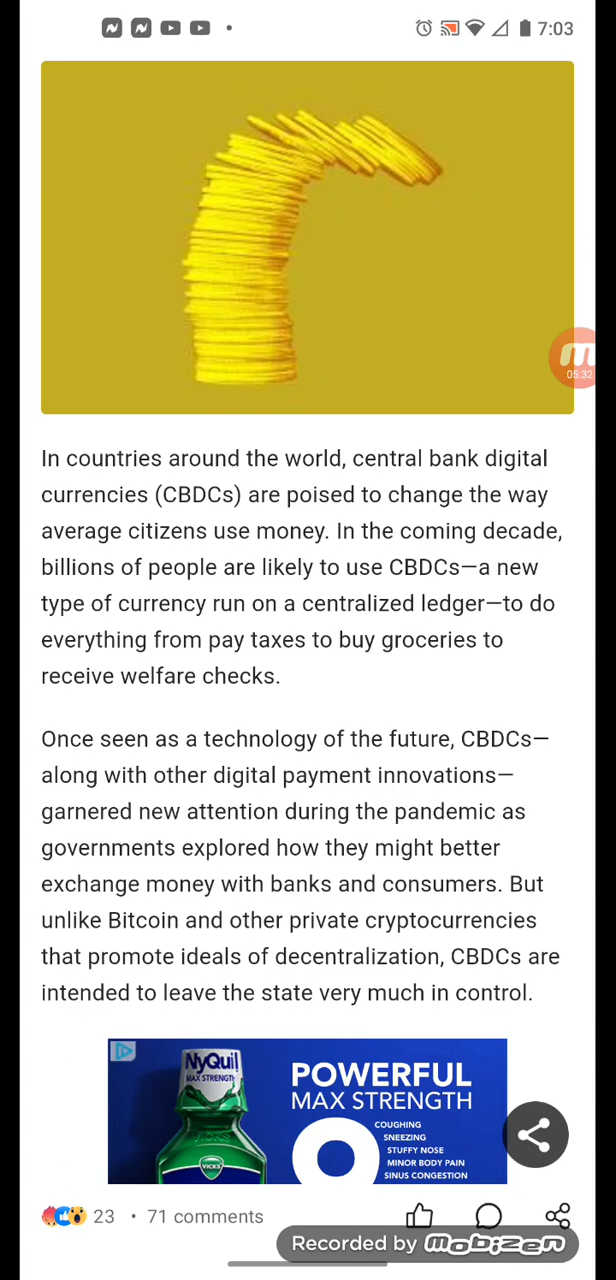 7:03
05:32
In countries around the world, central bank digital
currencies (CBDCs) are poised to change the way
average citizens use money. In the coming decade,
billions of people are likely to use CBDCs—a new
type of currency run on a centralized ledger—to do
everything from pay taxes to buy groceries to
receive welfare checks.
Once seen as a technology of the future, CBDCs—
along with other digital payment innovations—
garnered new attention during the pandemic as
governments explored how they might better
exchange money with banks and consumers. But
unlike Bitcoin and other private cryptocurrencies
that promote ideals of decentralization, CBDCs are
intended to leave the state very much in control.
NyQuil
MAX STRENGTH
VICKS
POWERFUL
MAX STRENGTH
COUGHING
SNEEZING
STUFFY NOSE
MINOR BODY PAIN
SINUS CONGESTION
23 • 71 comments
Recorded by mobizen